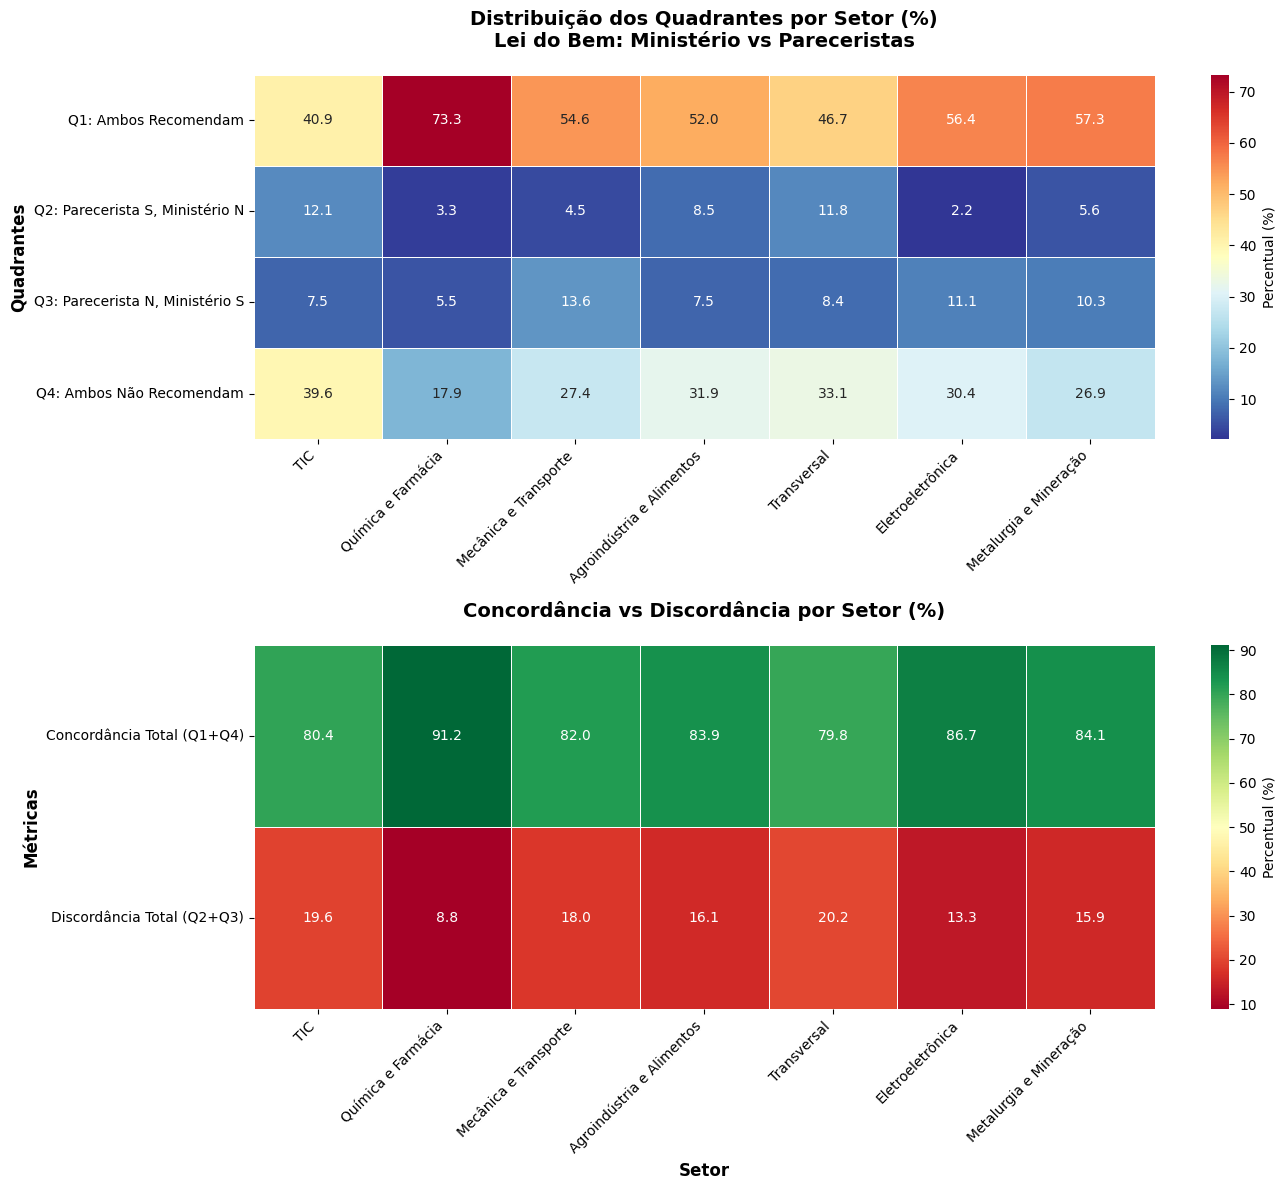 Distribuição dos Quadrantes por Setor (%)
Lei do Bem: Ministério vs Pareceristas
Quadrantes
Q1: Ambos Recomendam 40.9 73.3 54.6 52.0 46.7 56.4 57.3
Q2: Parecerista S, Ministério N 12.1 3.3 4.5 8.5 11.8 2.2 5.6
Q3: Parecerista N, Ministério S 7.5 5.5 13.6 7.5 8.4 11.1 10.3
Q4: Ambos Não Recomendam 39.6 17.9 27.4 31.9 33.1 30.4 26.9
TIC
Química e Farmácia
Mecânica e Transporte
Agroindústria e Alimentos
Transversal
Eletroeletrônica
Metalurgia e Mineração
70
60
50
40
30
20
10
Percentual (%)
Concordância vs Discordância por Setor (%)
Métricas
Concordância Total (Q1+Q4) 80.4 91.2 82.0 83.9 79.8 86.7 84.1
Discordância Total (Q2+Q3) 19.6 8.8 18.0 16.1 20.2 13.3 15.9
TIC
Química e Farmácia
Mecânica e Transporte
Agroindústria e Alimentos
Transversal
Eletroeletrônica
Metalurgia e Mineração
Setor
90
80
70
60
50
40
30
20
10
Percentual (%)